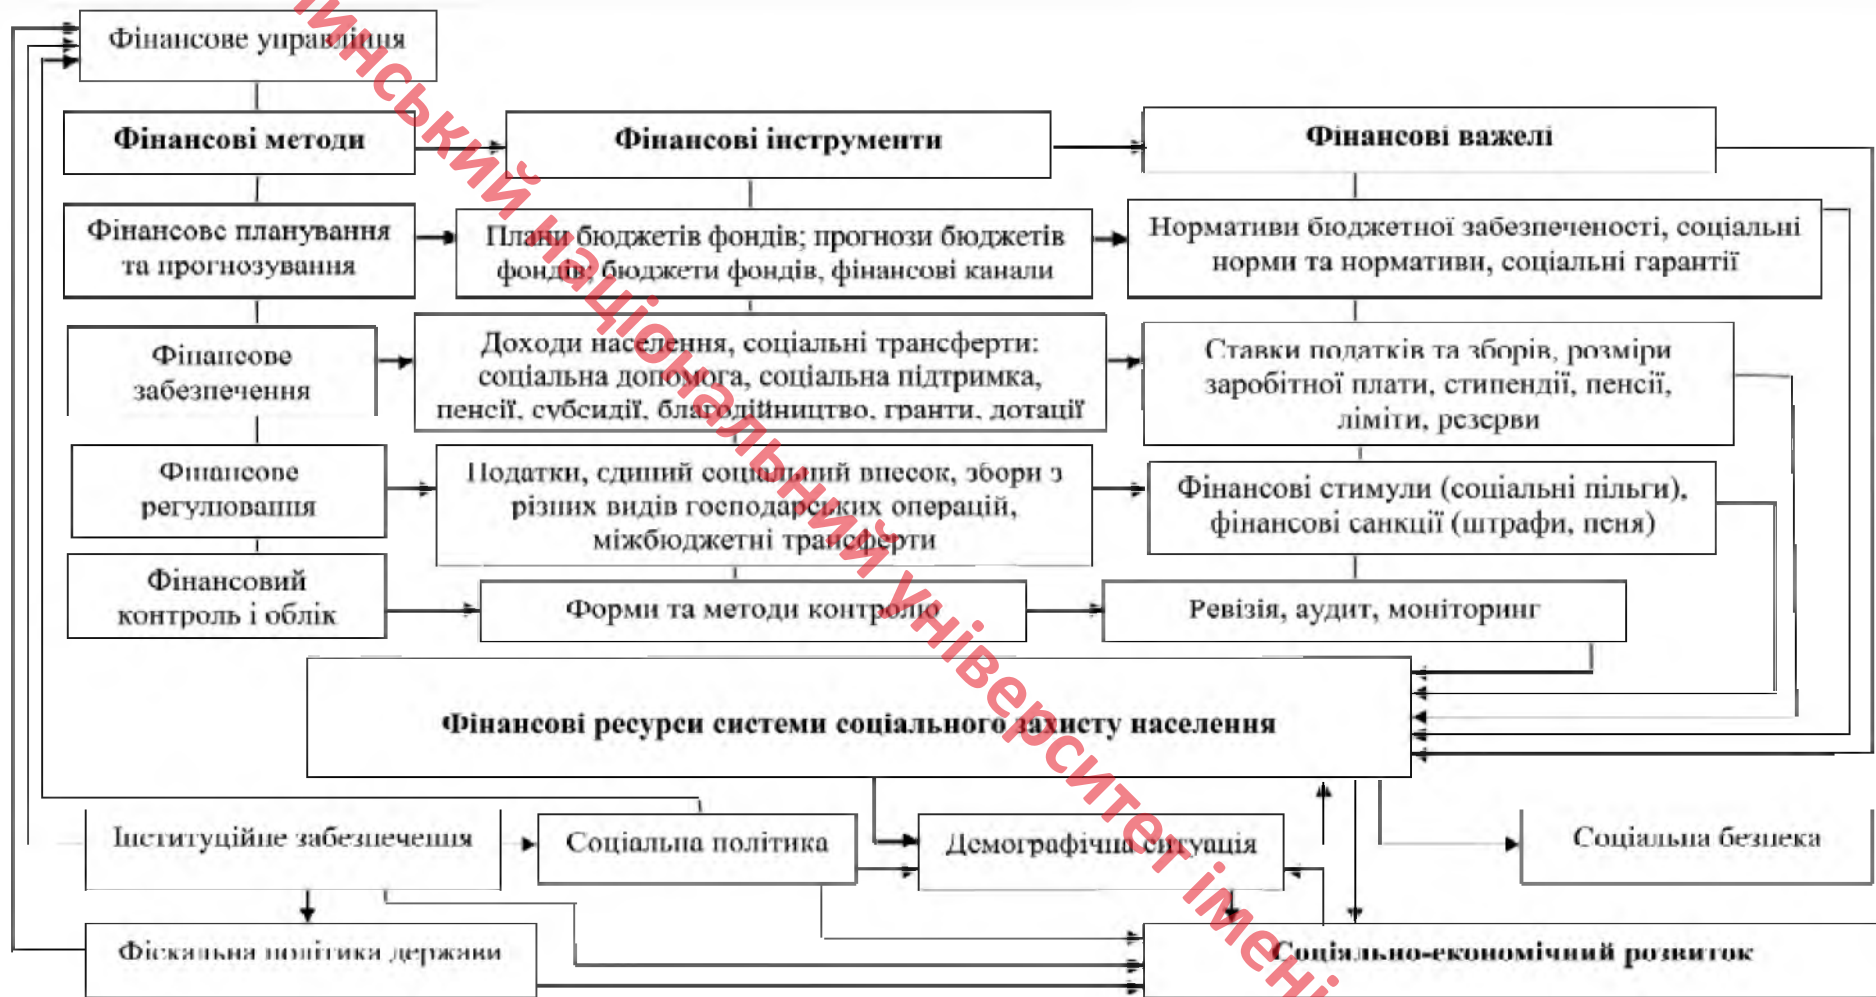 Фінансове управління
Фінансові методи
Фінансові інструменти
Фінансові важелі
Фінансове планування
та прогнозування
Плани бюджетів фондів; прогнози бюджетів
фондів; бюджети фондів, фінансові канали
Нормативи бюджетної забезпеченості, соціальні
норми та нормативи, соціальні гарантії
Фінансове
забезпечення
Доходи населення, соціальні трансферти:
соціальна допомога, соціальна підтримка,
пенсії, субсидії, благодійництво, гранти, дотації
Ставки податків та зборів, розміри
заробітної плати, стипендії, пенсії,
ліміти, резерви
Фінансове
регулювання
Податки, єдиний соціальний внесок, збори з
різних видів господарських операцій,
міжбюджетні трансферти
Фінансові стимули (соціальні пільги),
фінансові санкції (штрафи, пеня)
Фінансовий
контроль і облік
Форми та методи контролю
Ревізія, аудит, моніторинг
Фінансові ресурси системи соціального захисту населення
Інституційне забезпечення
Соціальна політика
Демографічна ситуація
Соціальна безпека
Фіскальна політика держави
Соціально-економічний розвиток
національний університет імені